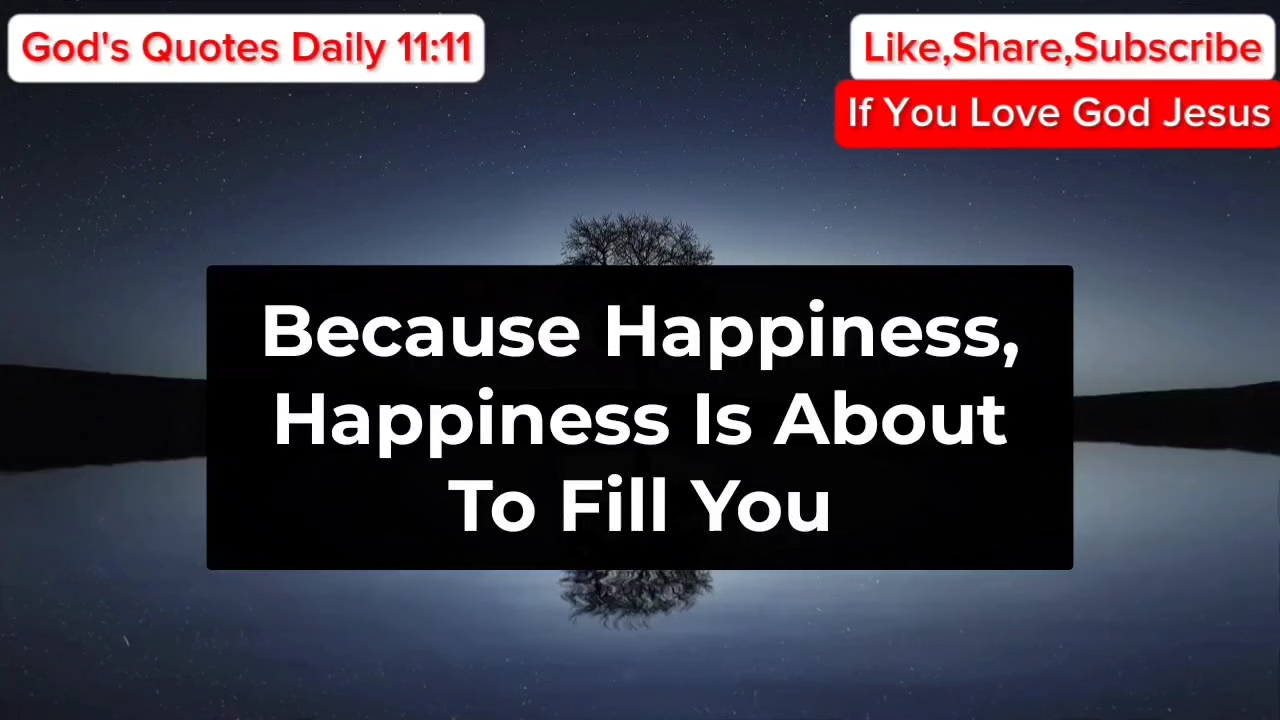 God's Quotes Daily 11:11
Like,Share,Subscribe
If You Love God Jesus
Because Happiness,
Happiness Is About
To Fill You